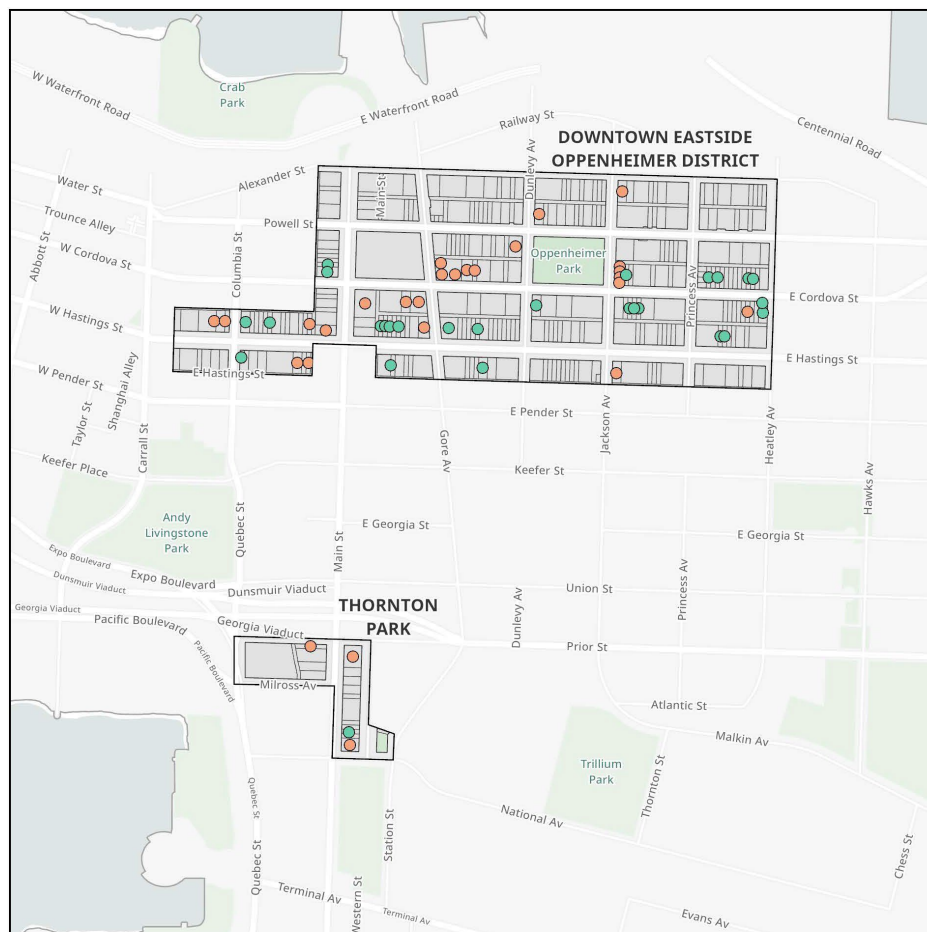 Crab
Park
W Waterfront Road
E Waterfront Road
Railway St
Centennial Road
DOWNTOWN EASTSIDE
OPPENHEIMER DISTRICT
Water St
Alexander St
Main St
Dunlevy Av
Trounce Alley
Powell St
Abbott St
W Cordova St
Columbia St
Oppenheimer
Park
Princess Av
E Cordova St
W Hastings St
E Hastings St
E Hastings St
W Pender St
Shanghai Alley
Taylor St
Carrall St
E Pender St
Jackson Av
Heatley Av
Gore Av
Keefer Place
Keefer St
Hawks Av
Andy
Livingstone
Park
Quebec St
Main St
E Georgia St
E Georgia St
Expo Boulevard
Expo Boulevard
Dunsmuir Viaduct
Dunsmuir Viaduct
Union St
Princess Av
Dunlevy Av
Georgia Viaduct
Pacific Boulevard
Georgia Viaduct
THORNTON
PARK
Prior St
Pacific Boulevard
Milross Av
Atlantic St
Malkin Av
Trillium
Park
Thornton St
Quebec St
National Av
Station St
Quebec St
Chess St
Terminal Av
Western St
Terminal Av
Evans Av